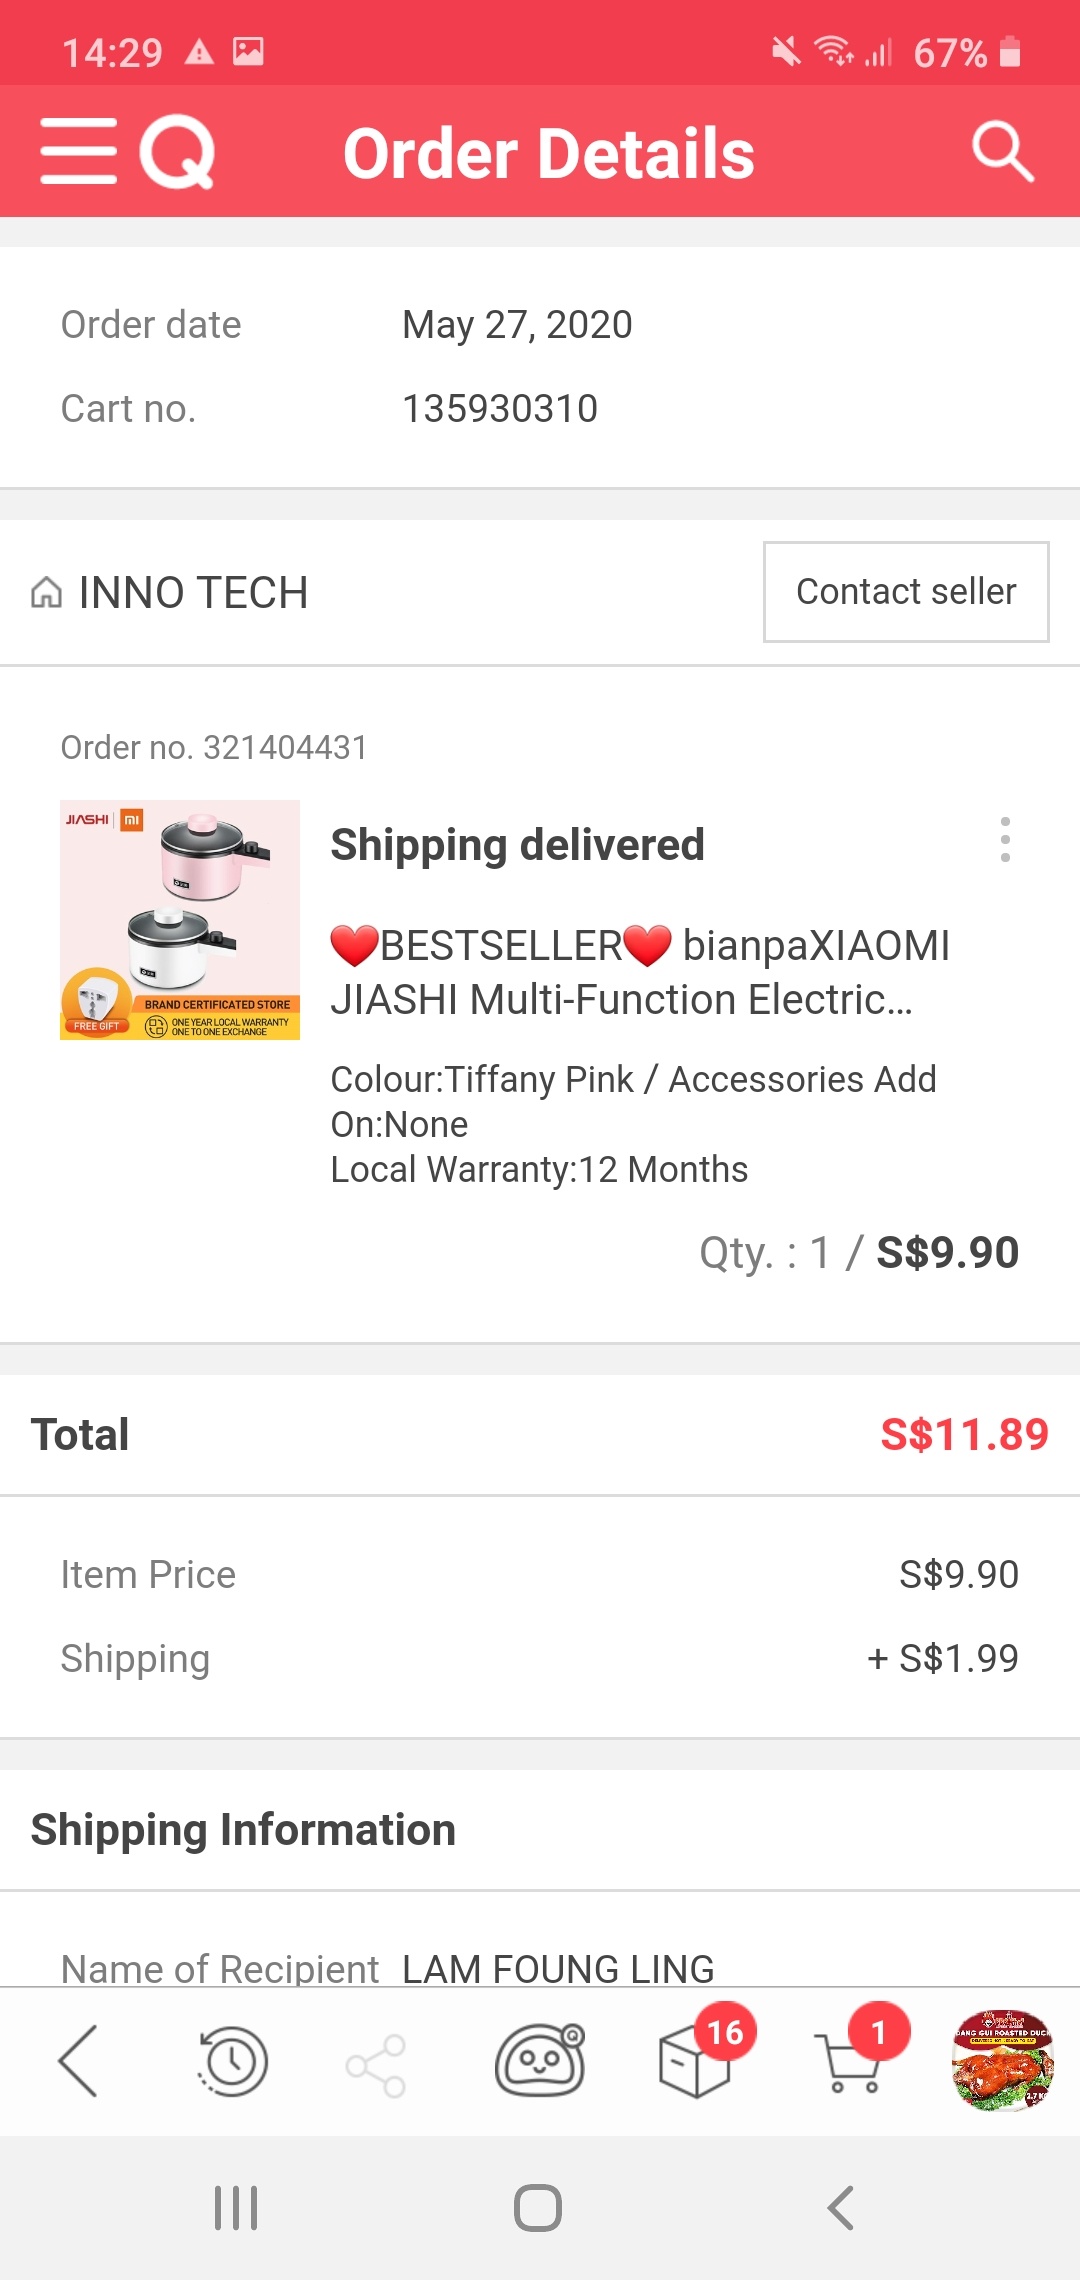 14:29
67%
Order Details
Order date May 27, 2020
Cart no. 135930310
INNO TECH
Contact seller
Order no. 321404431
JIASHI mi
BRAND CERTIFICATED STORE
FREE GIFT
ONE YEAR LOCAL WARRANTY
ONE TO ONE EXCHANGE
Shipping delivered
❤️BESTSELLER❤️ bianpaXIAOMI
JIASHI Multi-Function Electric...
Colour:Tiffany Pink / Accessories Add
On:None
Local Warranty:12 Months
Qty. : 1 / S$9.90
Total S$11.89
Item Price S$9.90
Shipping + S$1.99
Shipping Information
Name of Recipient LAM FOUNG LING
16
1
DANG GUI ROASTED DUCK